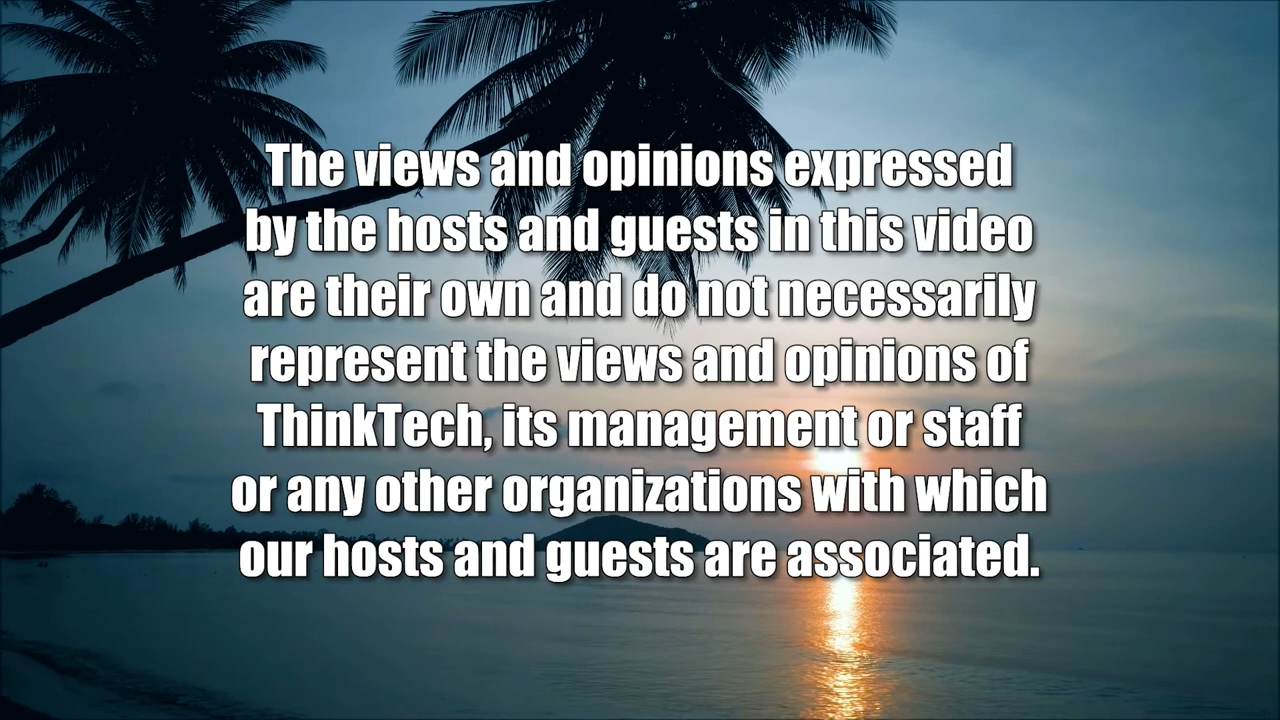 The views and opinions expressed
by the hosts and guests in this video
are their own and do not necessarily
represent the views and opinions of
ThinkTech, its management or staff
or any other organizations with which
our hosts and guests are associated.